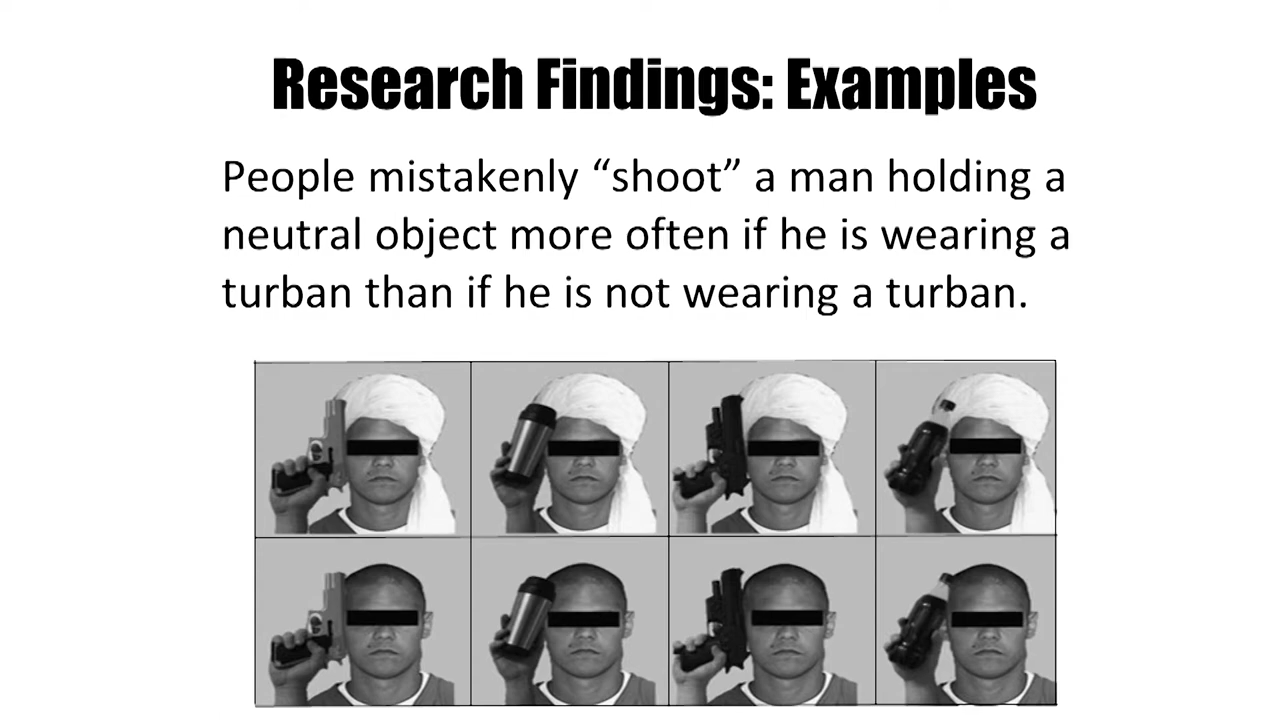 Research Findings: Examples
People mistakenly “shoot” a man holding a
neutral object more often if he is wearing a
turban than if he is not wearing a turban.